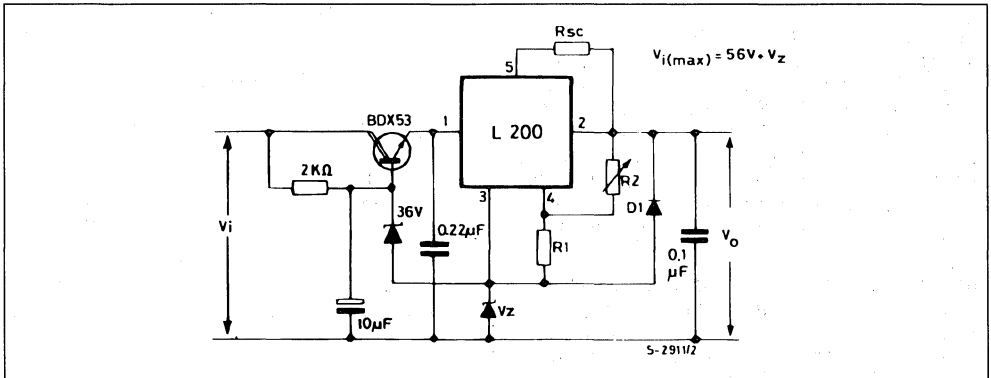 Rsc
Vi(max) = 56V + Vz
5
BDX53
1
L 200
2
2KΩ
3
4
R2
36V
D1
Vi
0.22μF
R1
Vo
0.1
μF
Vz
10μF
S-2911/2